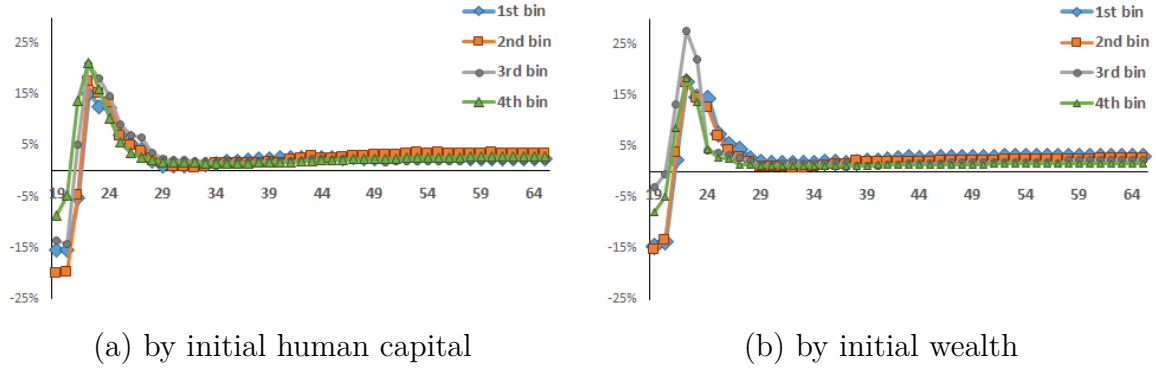 1st bin
2nd bin
3rd bin
4th bin
25%
15%
5%
-5%
-15%
-25%
19 24 29 34 39 44 49 54 59 64
(a) by initial human capital
1st bin
2nd bin
3rd bin
4th bin
25%
15%
5%
-5%
-15%
-25%
19 24 29 34 39 44 49 54 59 64
(b) by initial wealth